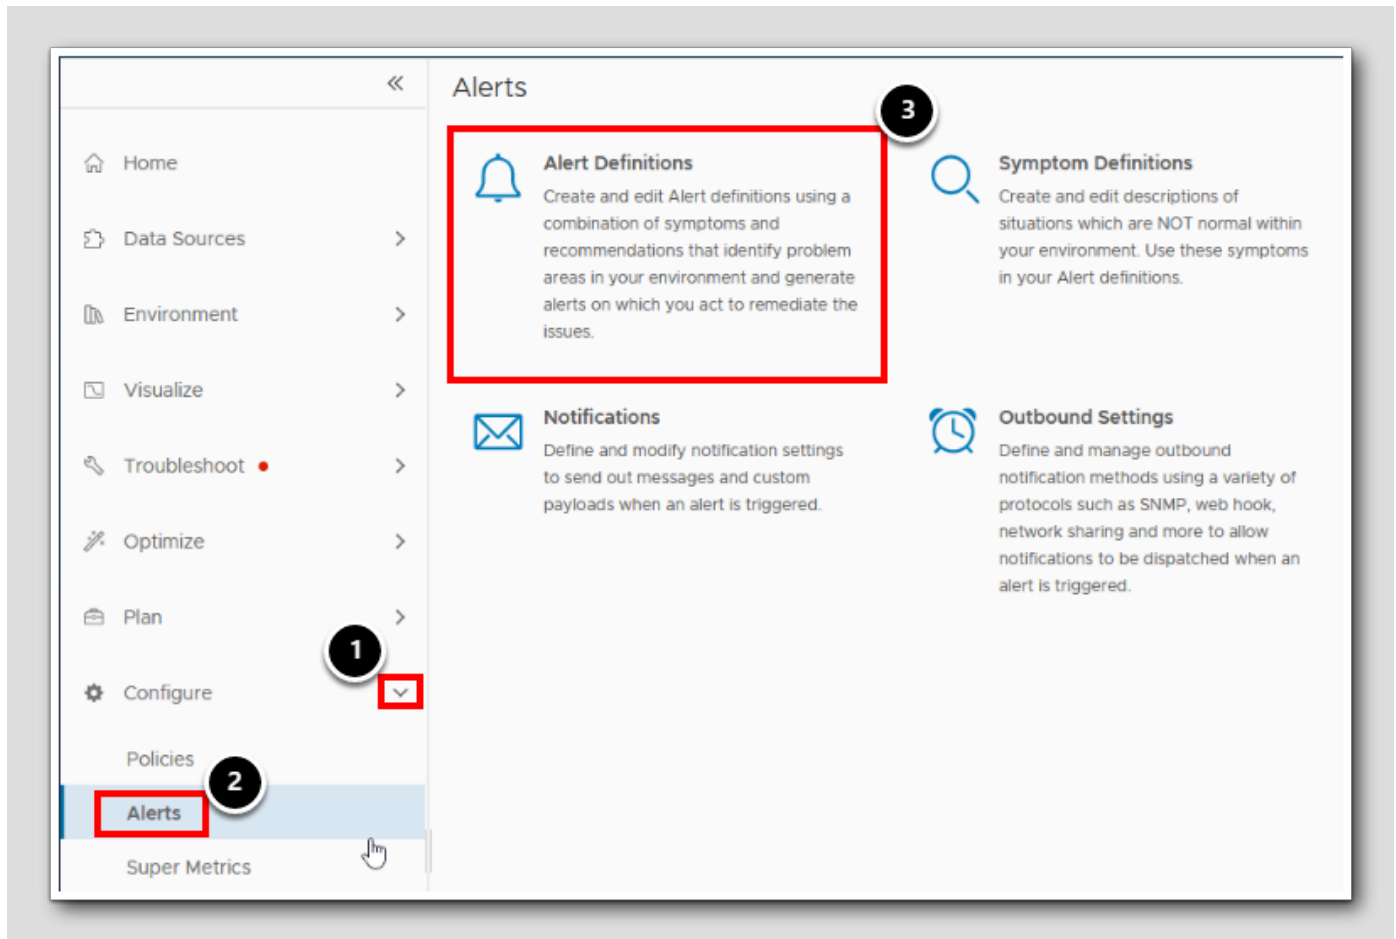 Alerts
Home
Data Sources
Environment
Visualize
Troubleshoot
Optimize
Plan
1
Configure
Policies
2
Alerts
Super Metrics
3
Alert Definitions
Create and edit Alert definitions using a
combination of symptoms and
recommendations that identify problem
areas in your environment and generate
alerts on which you act to remediate the
issues.
Symptom Definitions
Create and edit descriptions of
situations which are NOT normal within
your environment. Use these symptoms
in your Alert definitions.
Notifications
Define and modify notification settings
to send out messages and custom
payloads when an alert is triggered.
Outbound Settings
Define and manage outbound
notification methods using a variety of
protocols such as SNMP, web hook,
network sharing and more to allow
notifications to be dispatched when an
alert is triggered.